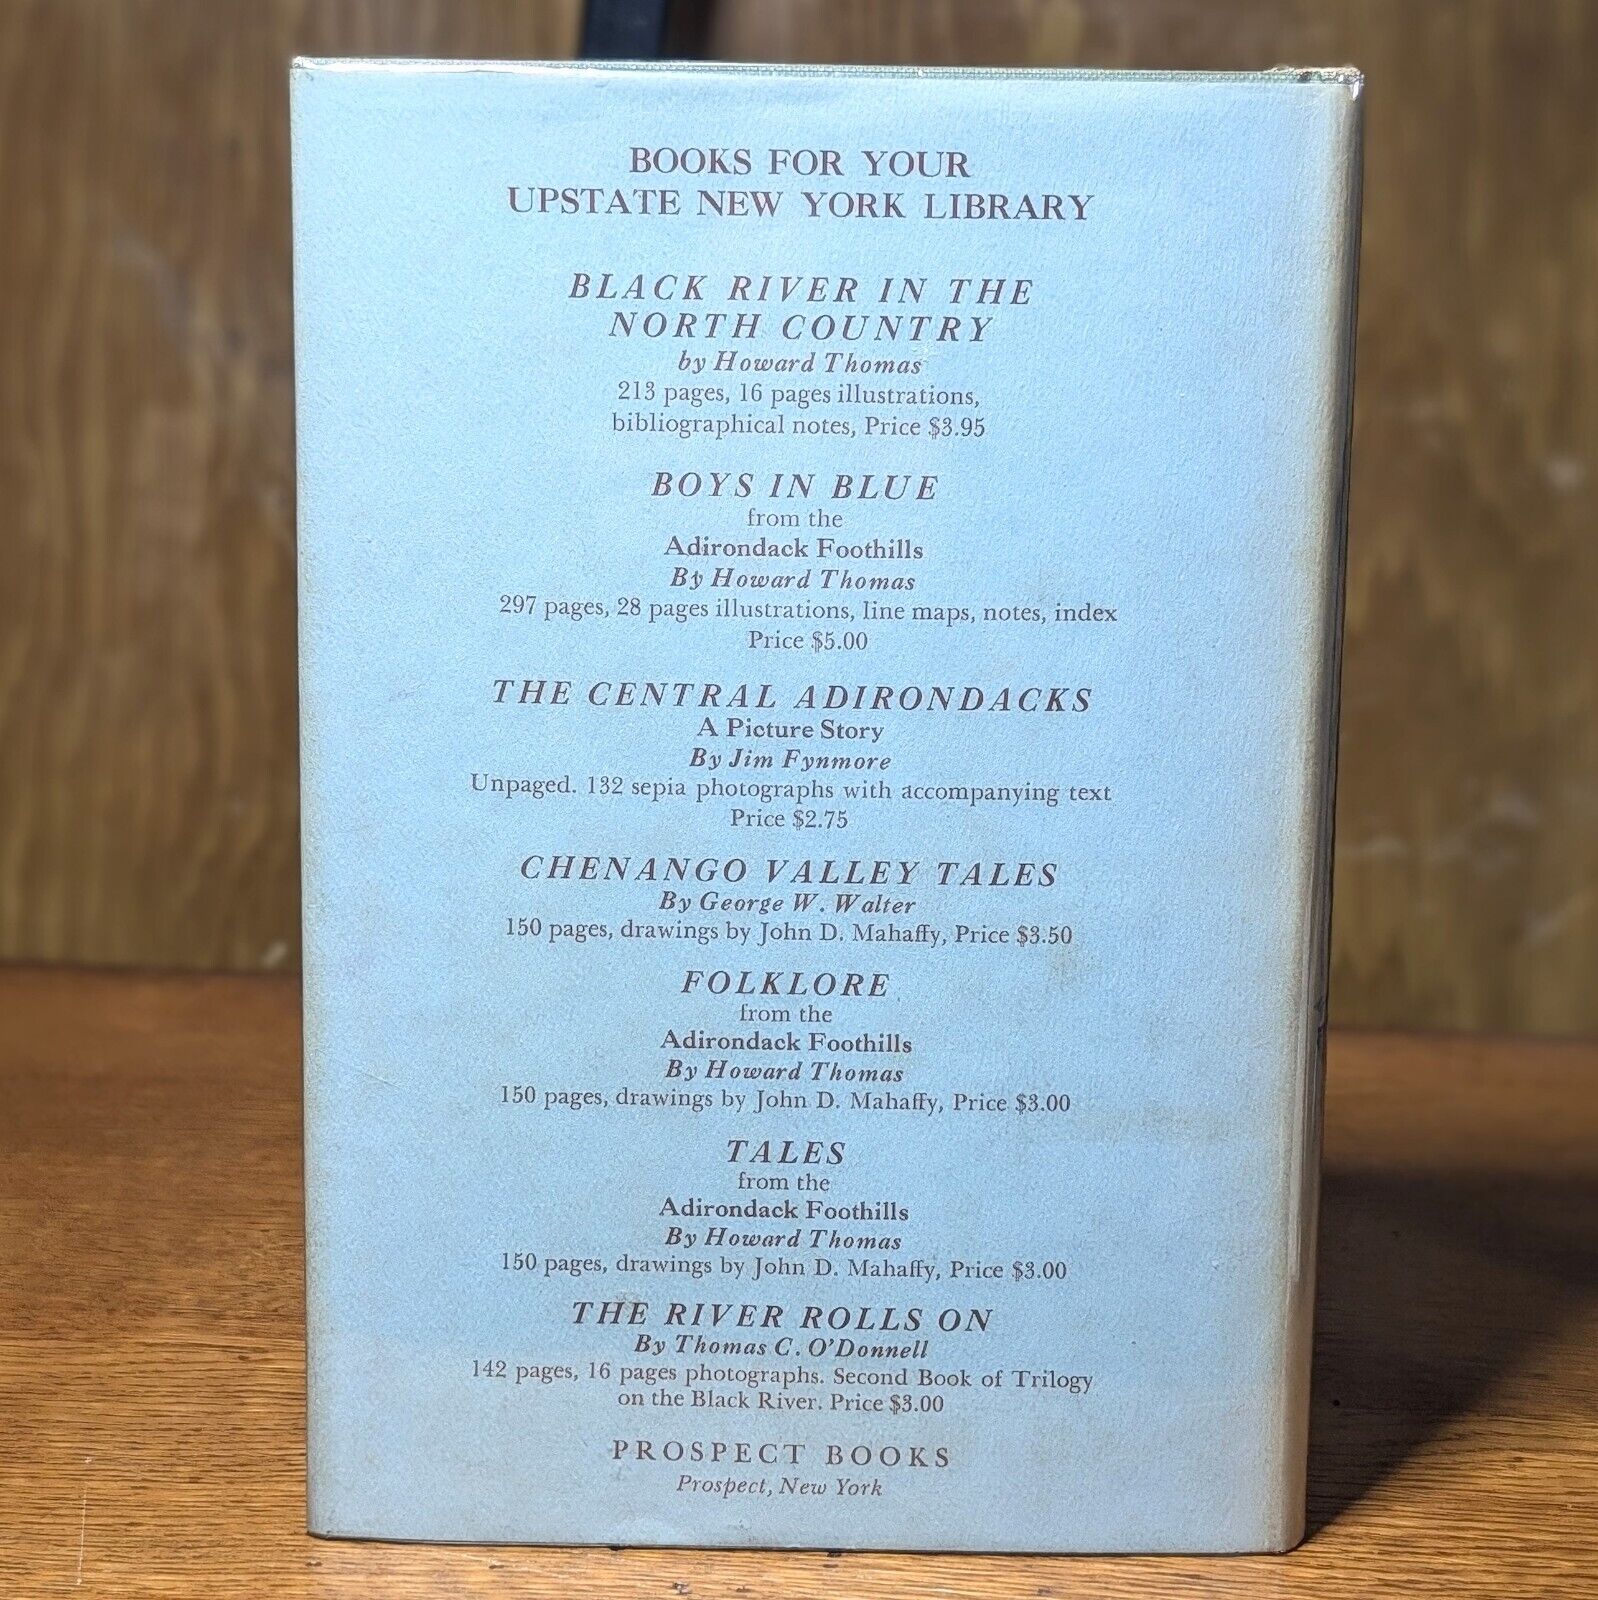 BOOKS FOR YOUR
UPSTATE NEW YORK LIBRARY
BLACK RIVER IN THE
NORTH COUNTRY
by Howard Thomas
213 pages, 16 pages illustrations,
bibliographical notes, Price $3.95
BOYS IN BLUE
from the
Adirondack Foothills
By Howard Thomas
297 pages, 28 pages illustrations, line maps, notes, index
Price $5.00
THE CENTRAL ADIRONDACKS
A Picture Story
By Jim Fynmore
Unpaged. 132 sepia photographs with accompanying text
Price $2.75
CHENANGO VALLEY TALES
By George W. Walter
150 pages, drawings by John D. Mahaffy, Price $3.50
FOLKLORE
from the
Adirondack Foothills
By Howard Thomas
150 pages, drawings by John D. Mahaffy, Price $3.00
TALES
from the
Adirondack Foothills
By Howard Thomas
150 pages, drawings by John D. Mahaffy, Price $3.00
THE RIVER ROLLS ON
By Thomas C. O'Donnell
142 pages, 16 pages photographs. Second Book of Trilogy
on the Black River. Price $3.00
PROSPECT BOOKS
Prospect, New York